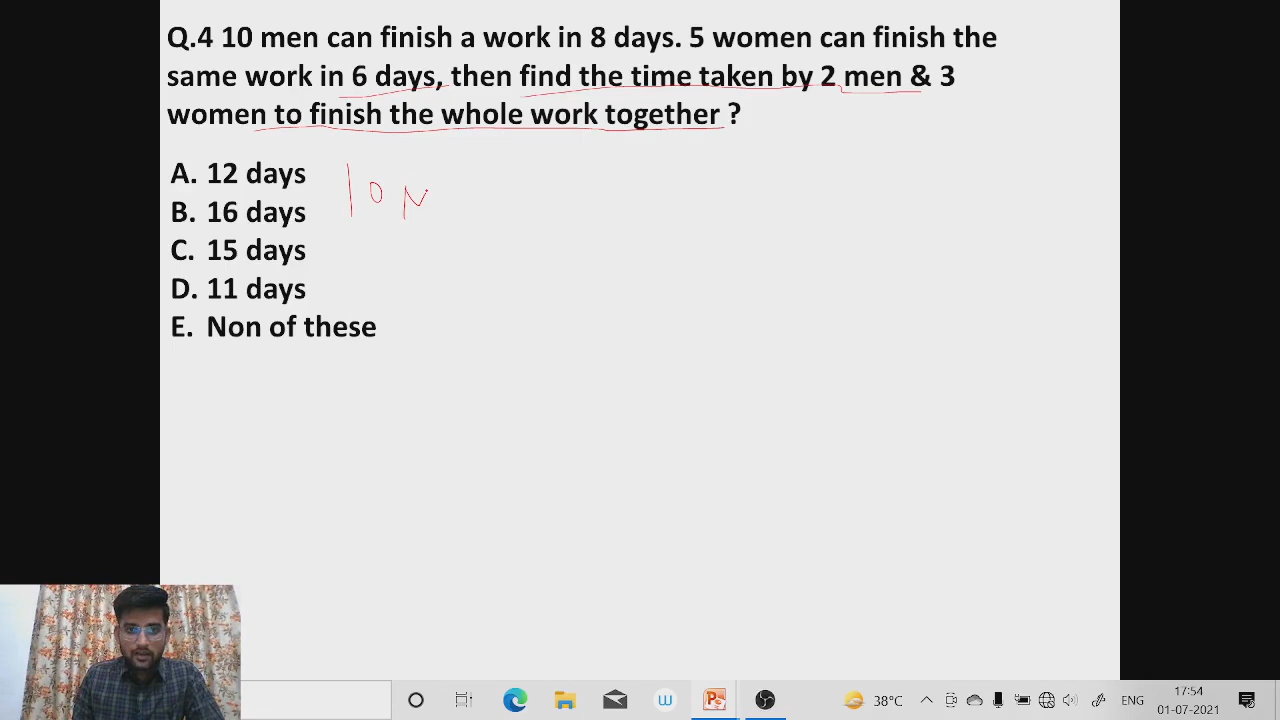 Q.4 10 men can finish a work in 8 days. 5 women can finish the
same work in 6 days, then find the time taken by 2 men & 3
women to finish the whole work together ?
A. 12 days
10
B. 16 days
C. 15 days
D. 11 days
E. Non of these
38°C
ENG
17:54
01-07-2021